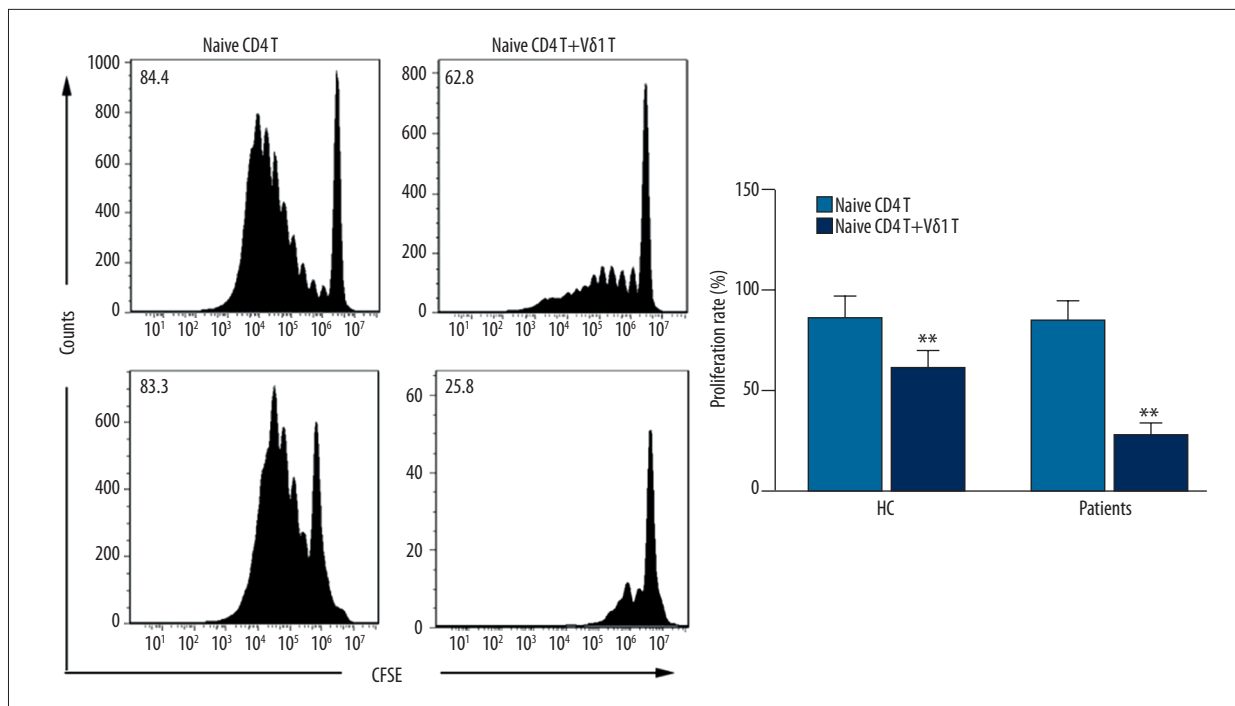 Naive CD4 T
Naive CD4 T+Vδ1 T
84.4
1000
800
600
400
200
0
10¹ 10² 10³ 10⁴ 10⁵ 10⁶ 10⁷
62.8
800
600
400
200
0
10¹ 10² 10³ 10⁴ 10⁵ 10⁶ 10⁷
Counts
83.3
600
400
200
0
10¹ 10² 10³ 10⁴ 10⁵ 10⁶ 10⁷
25.8
60
40
20
0
10¹ 10² 10³ 10⁴ 10⁵ 10⁶ 10⁷
CFSE
Proliferation rate (%)
150
100
50
0
Naive CD4 T
Naive CD4 T+Vδ1 T
**
**
HC
Patients